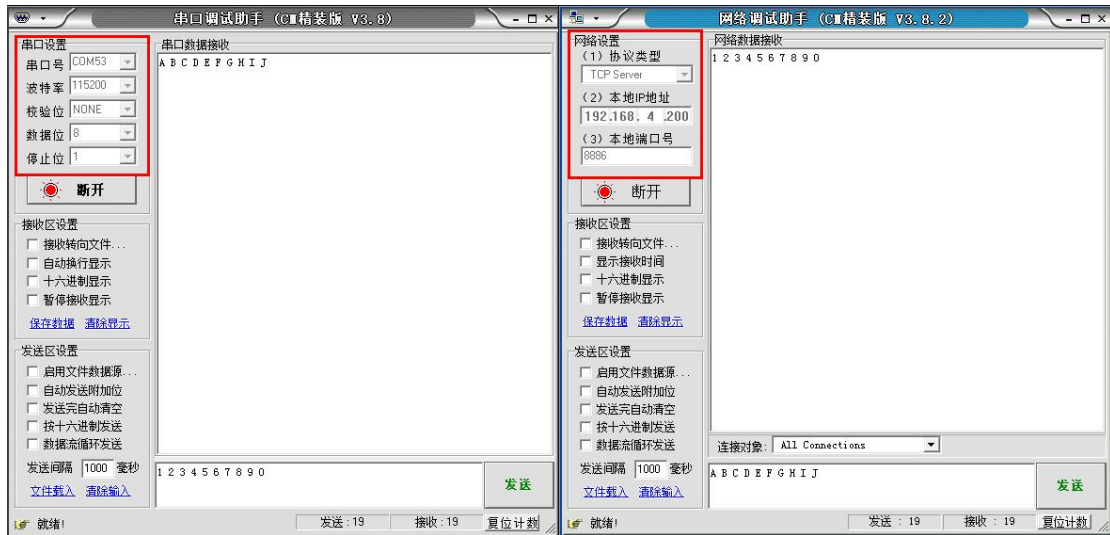 串口调试助手 (CM精装版 V3.8)
串口设置
串口号 COM53
波特率 115200
校验位 NONE
数据位 8
停止位 1
断开
接收区设置
接收转向文件...
自动换行显示
十六进制显示
暂停接收显示
保存数据 清除显示
发送区设置
启用文件数据源...
自动发送附加位
发送完自动清空
按十六进制发送
数据流循环发送
发送间隔 1000 毫秒
文件载入 清除输入
串口数据接收
A B C D E F G H I J
1 2 3 4 5 6 7 8 9 0
发送
就绪!
发送:19 接收:19 复位计数
网络调试助手 (CM精装版 V3.8.2)
网络设置
(1) 协议类型
TCP Server
(2) 本地IP地址
192.168. 4 .200
(3) 本地端口号
8886
断开
接收区设置
接收转向文件...
显示接收时间
十六进制显示
暂停接收显示
保存数据 清除显示
发送区设置
启用文件数据源...
自动发送附加位
发送完自动清空
按十六进制发送
数据流循环发送
发送间隔 1000 毫秒
文件载入 清除输入
网络数据接收
1 2 3 4 5 6 7 8 9 0
连接对象: All Connections
A B C D E F G H I J
发送
就绪!
发送 : 19 接收 : 19 复位计数